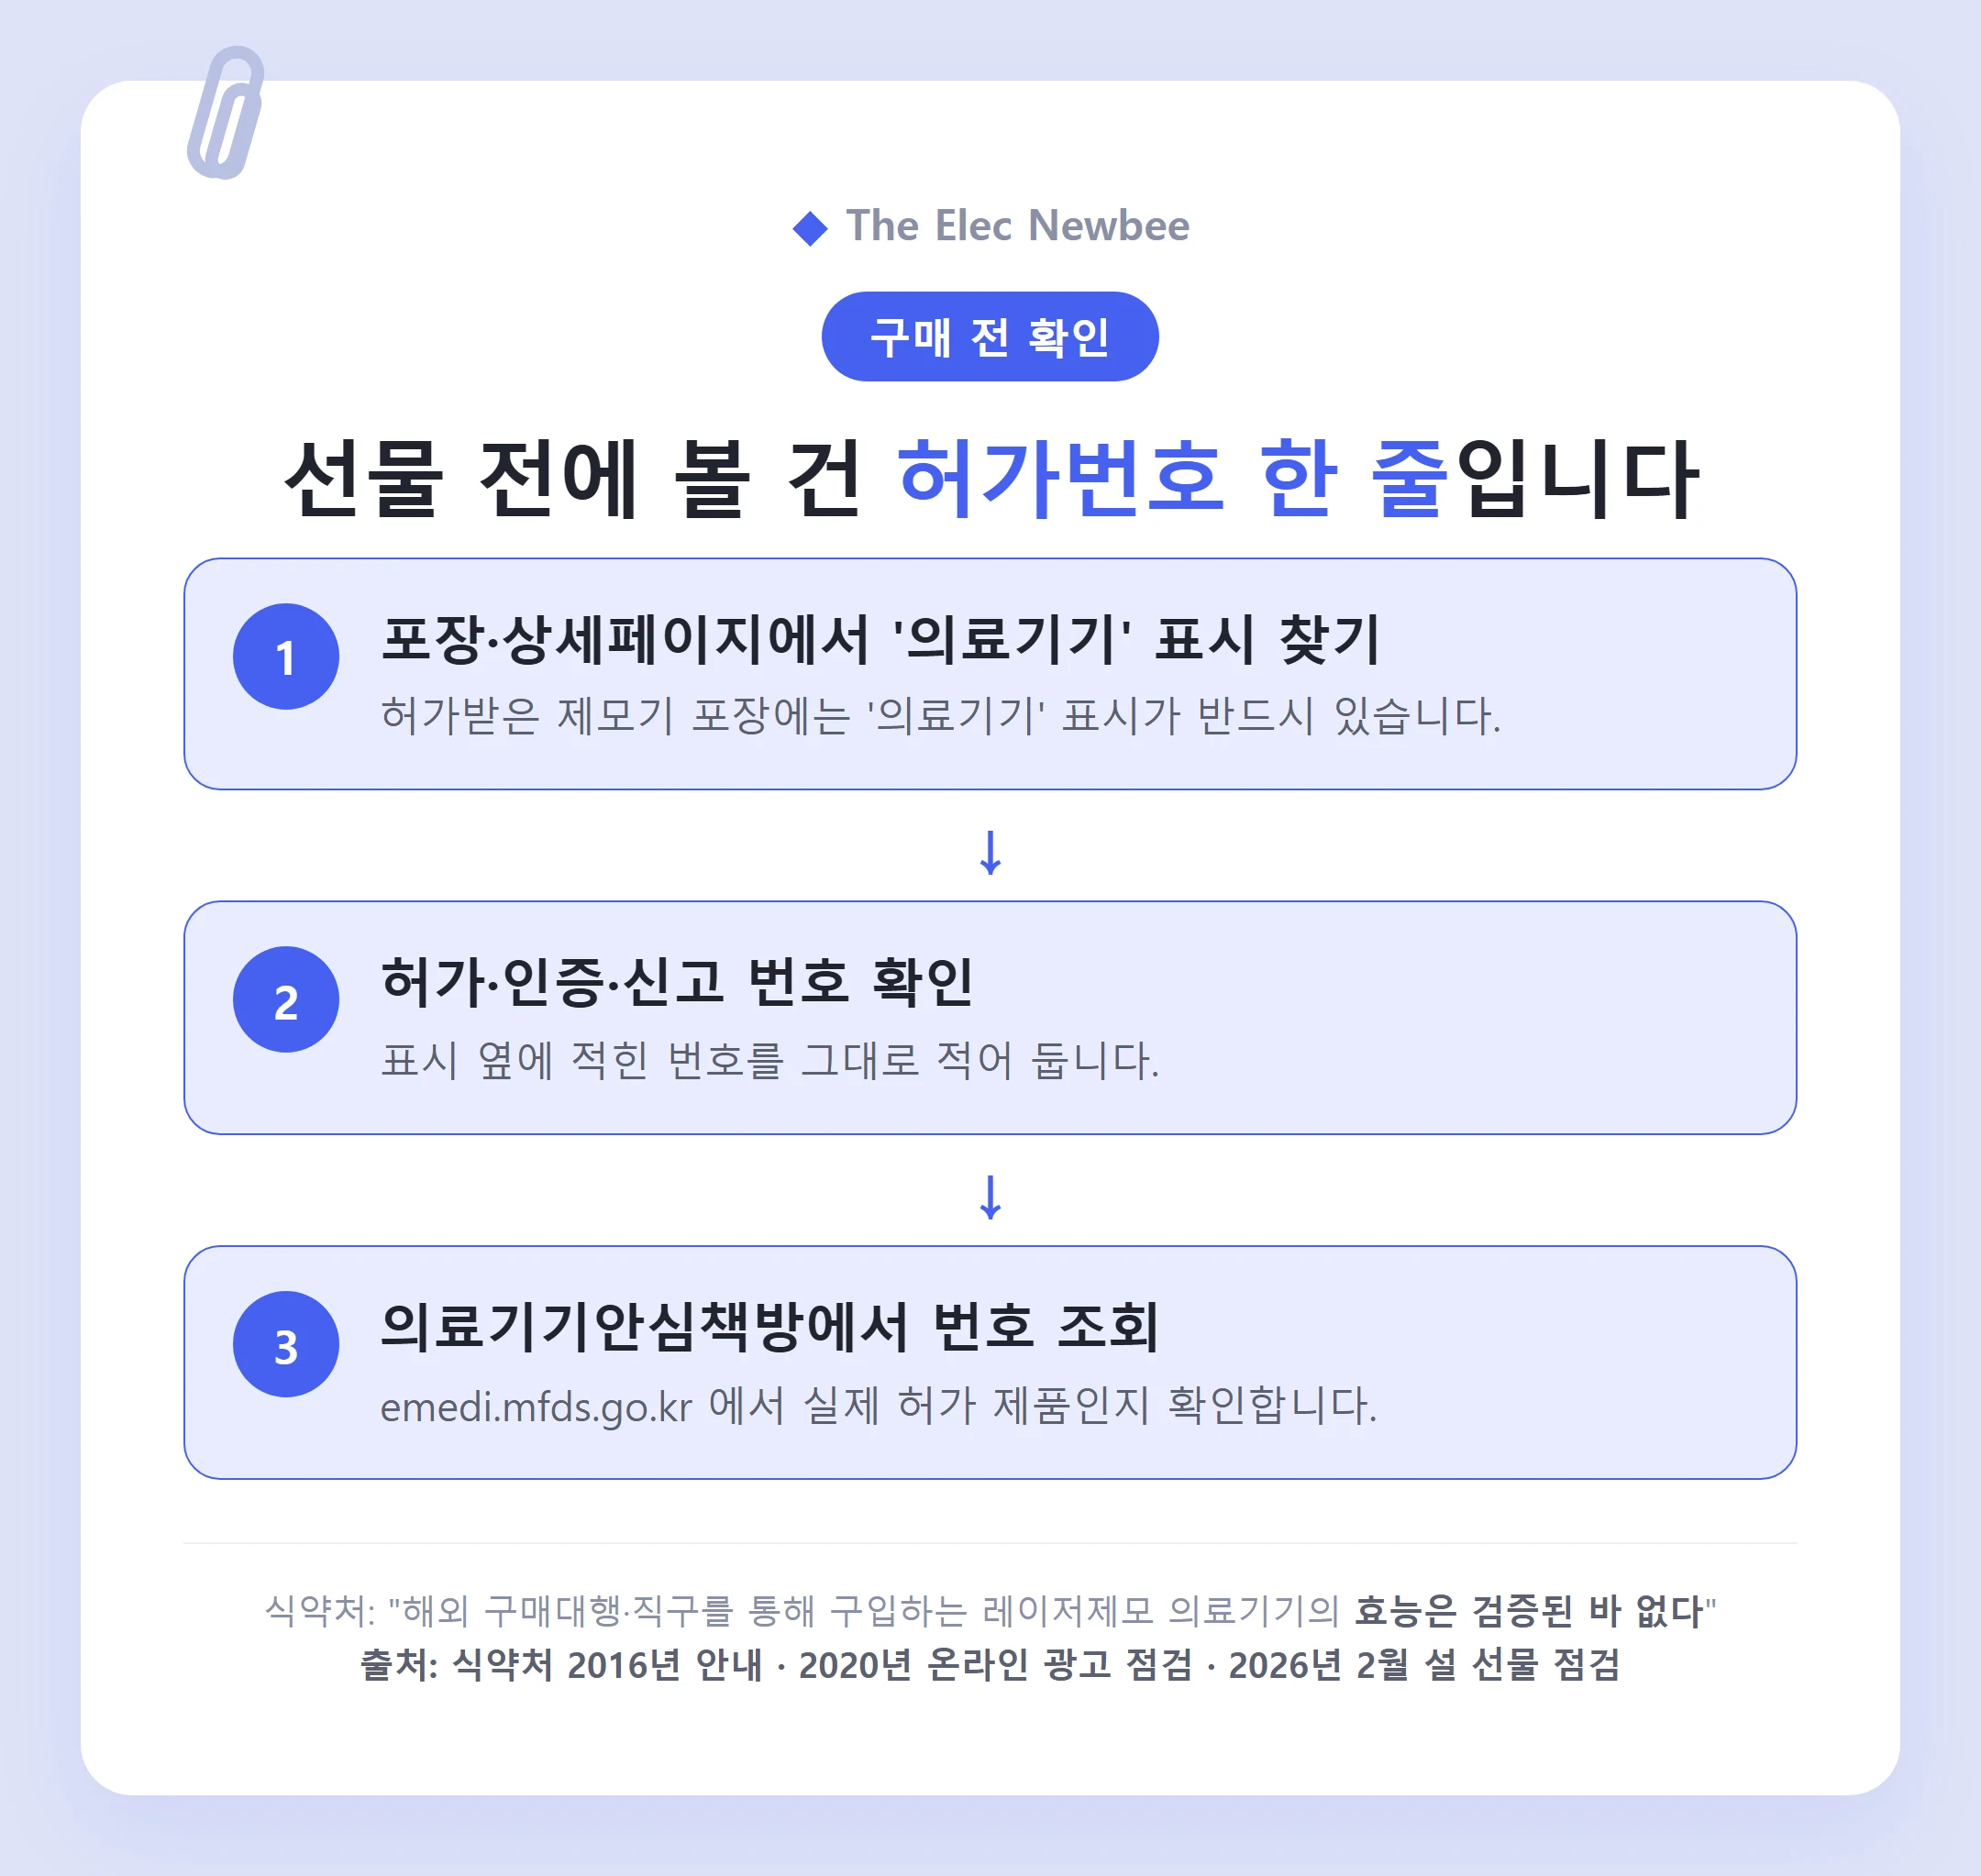 The Elec Newbee
구매 전 확인
선물 전에 볼 건 허가번호 한 줄입니다
1
포장·상세페이지에서 '의료기기' 표시 찾기
허가받은 제모기 포장에는 '의료기기' 표시가 반드시 있습니다.
↓
2
허가·인증·신고 번호 확인
표시 옆에 적힌 번호를 그대로 적어 둡니다.
↓
3
의료기기안심책방에서 번호 조회
emedi.mfds.go.kr 에서 실제 허가 제품인지 확인합니다.
식약처: "해외 구매대행·직구를 통해 구입하는 레이저제모 의료기기의 효능은 검증된 바 없다"
출처: 식약처 2016년 안내 · 2020년 온라인 광고 점검 · 2026년 2월 설 선물 점검